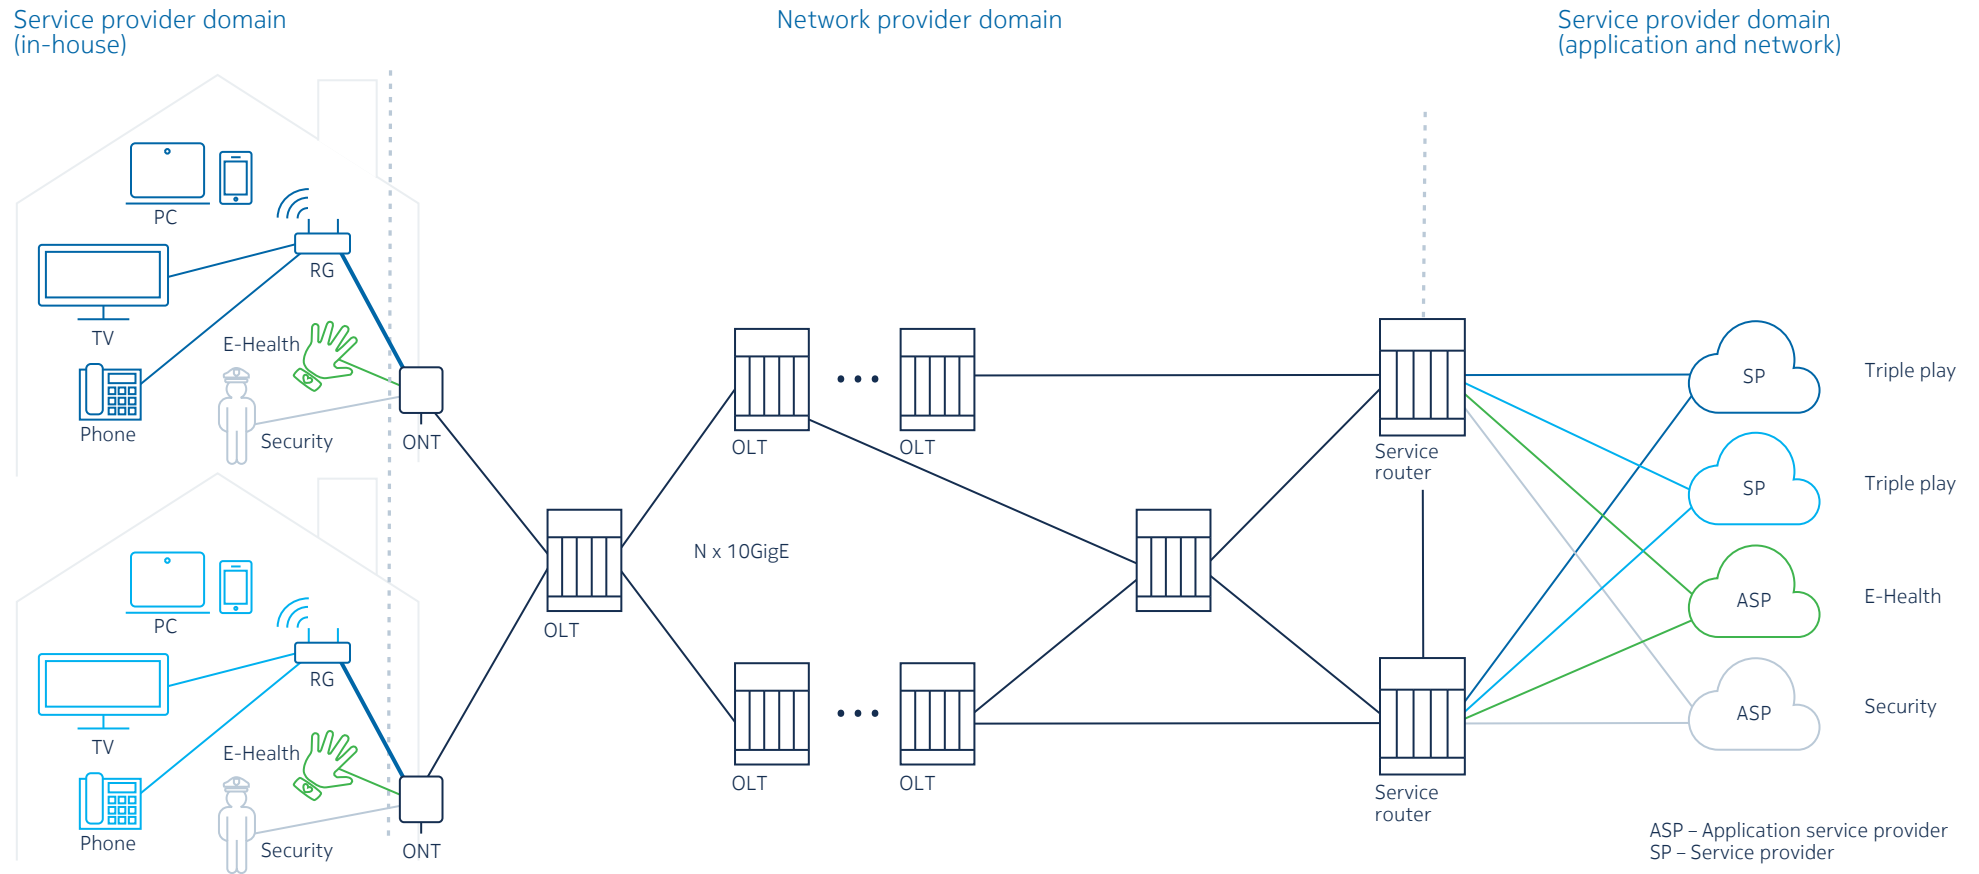 Service provider domain
(in-house)
Network provider domain
Service provider domain
(application and network)
PC
RG
TV
E-Health
Phone
Security
ONT
PC
RG
TV
E-Health
Phone
Security
ONT
OLT
OLT
OLT
N x 10GigE
OLT
OLT
Service
router
Service
router
SP
Triple play
SP
Triple play
ASP
E-Health
ASP
Security
ASP – Application service provider
SP – Service provider